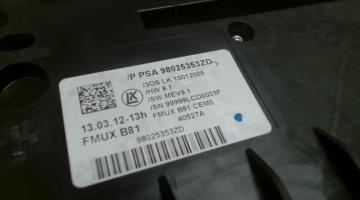 /P PSA 98025353ZD-
/3OS LK 10012005
/HW 8.1
/SW MEV9.1
/SN 99999LCD0003F
LK
13.03.12-13h
FMUX B81 CEM0
FMUX B81
40527A
98025353ZD